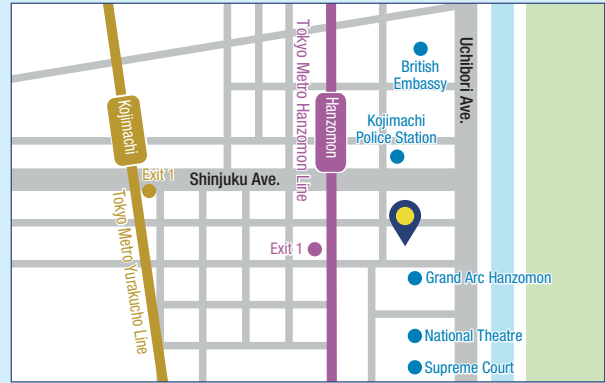 British
Embassy
Uchibori Ave.
Tokyo Metro Hanzomon Line
Kojimachi
Hanzomon
Kojimachi
Police Station
Exit 1
Shinjuku Ave.
Tokyo Metro Yurakucho Line
Exit 1
Grand Arc Hanzomon
National Theatre
Supreme Court